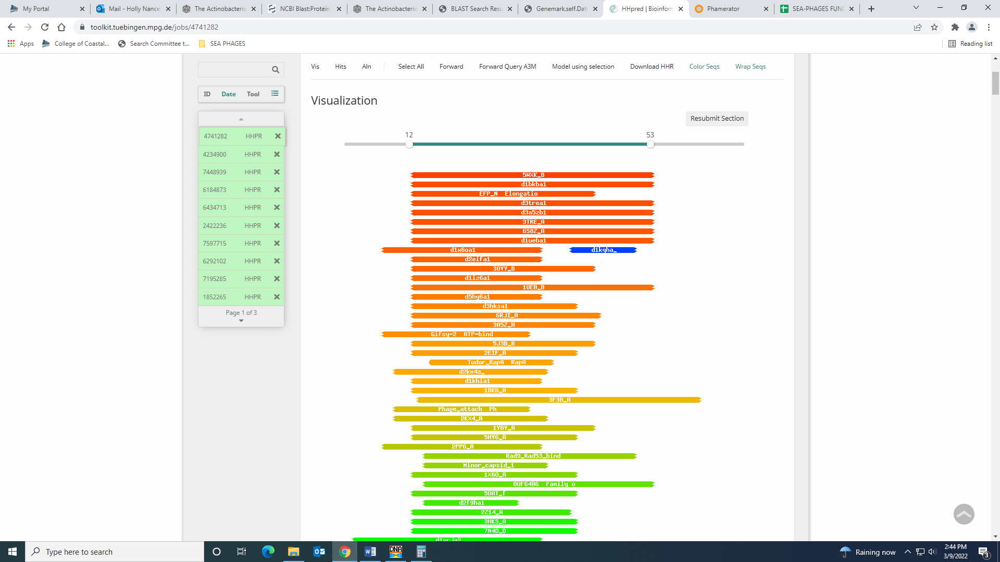 My Portal
Mail - Holly Nance
The Actinobacterio
NCBI Blast:Protein
The Actinobacterio
BLAST Search Resu
Genemark.self.Dat
HHpred | Bioinform
Phamerator
SEA-PHAGES FUNC
toolkit.tuebingen.mpg.de/jobs/4741282
Apps
College of Coastal...
Search Committee t...
SEA PHAGES
Reading list
Vis Hits Aln Select All Forward Forward Query A3M Model using selection Download HHR Color Seqs Wrap Seqs
ID Date Tool
4741282 HHPR
4234900 HHPR
7448939 HHPR
6184873 HHPR
6434713 HHPR
2422236 HHPR
7597715 HHPR
6292102 HHPR
7195285 HHPR
1852265 HHPR
Page 1 of 3
Visualization
Resubmit Section
12 53
5WXK_B
d1bkba1
EFP_N Elongatio
d3trea1
d3a5zb1
3TRE_A
6S8Z_A
d1ueba1
d1x6oa1 d1kqha_
d2eifa1
3OYY_B
d1iz6a1
1UEB_B
d5hy6a1
d3hksa1
6RJI_A
3A5Z_H
Gifsy-2 ATP-bind
5J3B_B
2EIF_A
Tudor_RapA RapA
d2kx4a_
d1khia1
1BKB_A
3F3B_A
Phage_attach Ph
2KX4_A
1YBY_A
5HY6_A
2PP6_A
Rad9_Rad53_bind
Minor_capsid_1
1X6O_A
DUF6406 Family o
5DAT_f
d2f9ha1
2Z14_A
3HKS_A
7N4D_D
Type here to search
DNA
Raining now
2:44 PM
3/9/2022
3